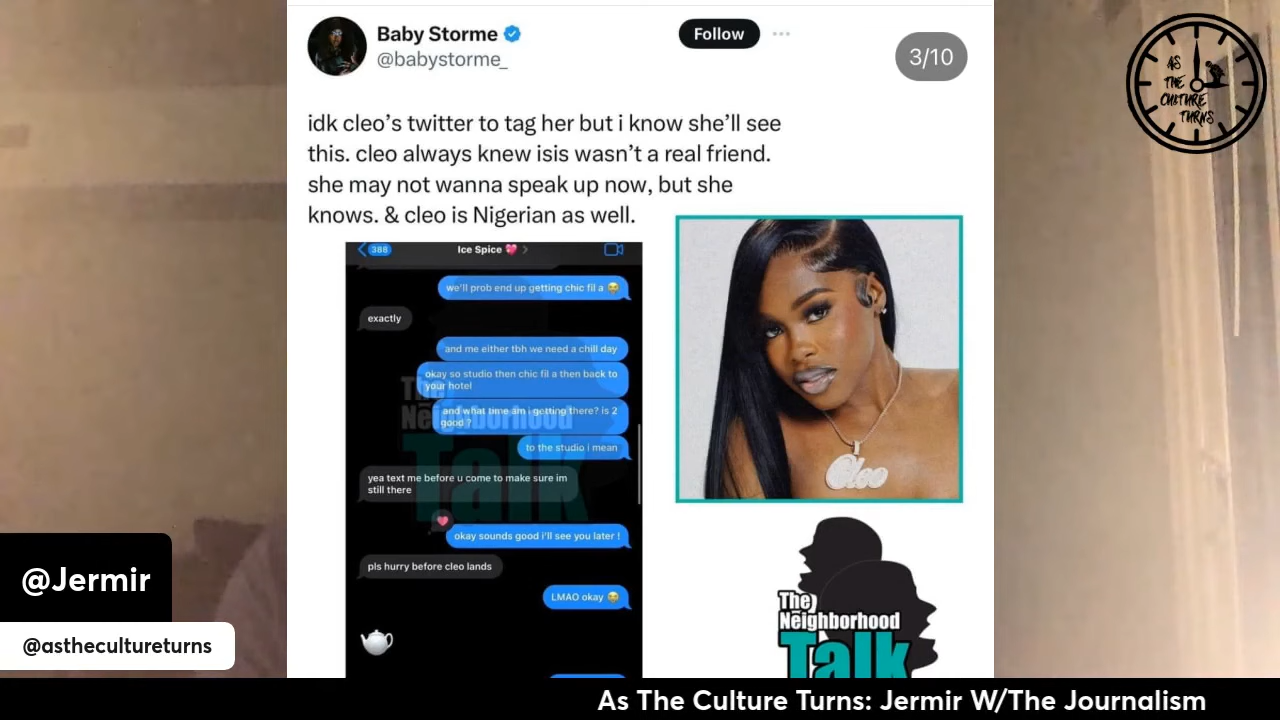 Baby Storme
@babystorme_
Follow
3/10
idk cleo's twitter to tag her but i know she'll see
this. cleo always knew isis wasn't a real friend.
she may not wanna speak up now, but she
knows. & cleo is Nigerian as well.
388
Ice Spice 💖
we'll prob end up getting chic fil a 😂
exactly
and me either tbh we need a chill day
okay so studio then chic fil a then back to
your hotel
and what time am i getting there? is 2
good ?
to the studio i mean
yea text me before u come to make sure im
still there
okay sounds good i'll see you later !
pls hurry before cleo lands
LMAO okay 😂
The
Neighborhood
Talk
Cleo
The
Neighborhood
Talk
AS
THE
CULTURE
TURNS
@Jermir
@asthecultureturns
As The Culture Turns: Jermir W/The Journalism